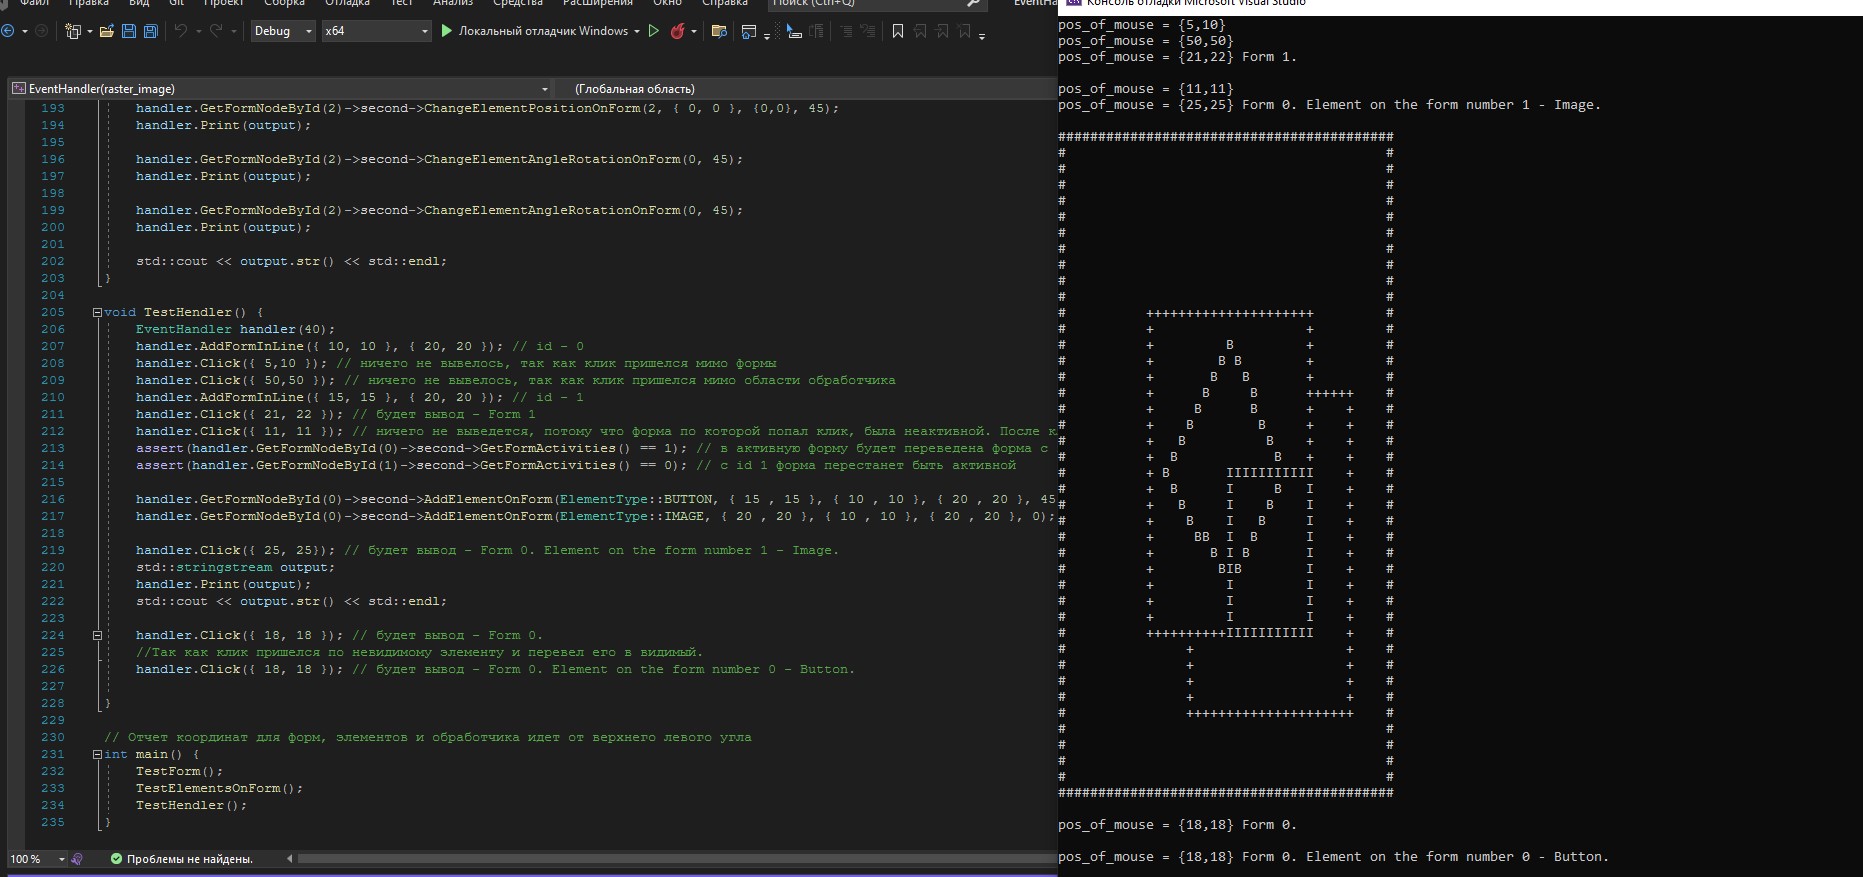 Файл Правка Вид Git Проект Сборка Отладка Тест Анализ Средства Расширения Окно Справка Поиск (Ctrl+Q)
Debug x64 Локальный отладчик Windows
EventHandler(raster_image) (Глобальная область)
193 handler.GetFormNodeById(2)->second->ChangeElementPositionOnForm(2, { 0, 0 }, {0,0}, 45);
194 handler.Print(output);
195
196 handler.GetFormNodeById(2)->second->ChangeElementAngleRotationOnForm(0, 45);
197 handler.Print(output);
198
199 handler.GetFormNodeById(2)->second->ChangeElementAngleRotationOnForm(0, 45);
200 handler.Print(output);
201
202 std::cout << output.str() << std::endl;
203 }
204
205 void TestHendler() {
206 EventHandler handler(40);
207 handler.AddFormInLine({ 10, 10 }, { 20, 20 }); // id - 0
208 handler.Click({ 5,10 }); // ничего не вывелось, так как клик пришелся мимо формы
209 handler.Click({ 50,50 }); // ничего не вывелось, так как клик пришелся мимо области обработчика
210 handler.AddFormInLine({ 15, 15 }, { 20, 20 }); // id - 1
211 handler.Click({ 21, 22 }); // будет вывод - Form 1
212 handler.Click({ 11, 11 }); // ничего не выведется, потому что форма по которой попал клик, была неактивной. После к
213 assert(handler.GetFormNodeById(0)->second->GetFormActivities() == 1); // в активную форму будет переведена форма с
214 assert(handler.GetFormNodeById(1)->second->GetFormActivities() == 0); // с id 1 форма перестанет быть активной
215
216 handler.GetFormNodeById(0)->second->AddElementOnForm(ElementType::BUTTON, { 15 , 15 }, { 10 , 10 }, { 20 , 20 }, 45
217 handler.GetFormNodeById(0)->second->AddElementOnForm(ElementType::IMAGE, { 20 , 20 }, { 10 , 10 }, { 20 , 20 }, 0);
218
219 handler.Click({ 25, 25}); // будет вывод - Form 0. Element on the form number 1 - Image.
220 std::stringstream output;
221 handler.Print(output);
222 std::cout << output.str() << std::endl;
223
224 handler.Click({ 18, 18 }); // будет вывод - Form 0.
225 //Так как клик пришелся по невидимому элементу и перевел его в видимый.
226 handler.Click({ 18, 18 }); // будет вывод - Form 0. Element on the form number 0 - Button.
227
228 }
229
230 // Отчет координат для форм, элементов и обработчика идет от верхнего левого угла
231 int main() {
232 TestForm();
233 TestElementsOnForm();
234 TestHendler();
235 }
100 % Проблемы не найдены.
Консоль отладки Microsoft Visual Studio
pos_of_mouse = {5,10}
pos_of_mouse = {50,50}
pos_of_mouse = {21,22} Form 1.
pos_of_mouse = {11,11}
pos_of_mouse = {25,25} Form 0. Element on the form number 1 - Image.
##########################################
#                                        #
#                                        #
#                                        #
#                                        #
#                                        #
#                                        #
#                                        #
#                                        #
#                                        #
#                                        #
#          +++++++++++++++++++++         #
#          +                   +         #
#          +         B         +         #
#          +        B B        +         #
#          +       B   B       +         #
#          +      B     B      ++++++    #
#          +     B      B      +    +    #
#          +    B        B     +    +    #
#          +   B          B    +    +    #
#          +  B            B   +    +    #
#          + B       IIIIIIIIIII    +    #
#          +  B      I     B   I    +    #
#          +   B     I    B    I    +    #
#          +    B    I   B     I    +    #
#          +     BB  I  B      I    +    #
#          +       B I B       I    +    #
#          +        BIB        I    +    #
#          +         I         I    +    #
#          +         I         I    +    #
#          +         I         I    +    #
#          ++++++++++IIIIIIIIIII    +    #
#               +                   +    #
#               +                   +    #
#               +                   +    #
#               +                   +    #
#               +++++++++++++++++++++    #
#                                        #
#                                        #
#                                        #
#                                        #
##########################################
pos_of_mouse = {18,18} Form 0.
pos_of_mouse = {18,18} Form 0. Element on the form number 0 - Button.